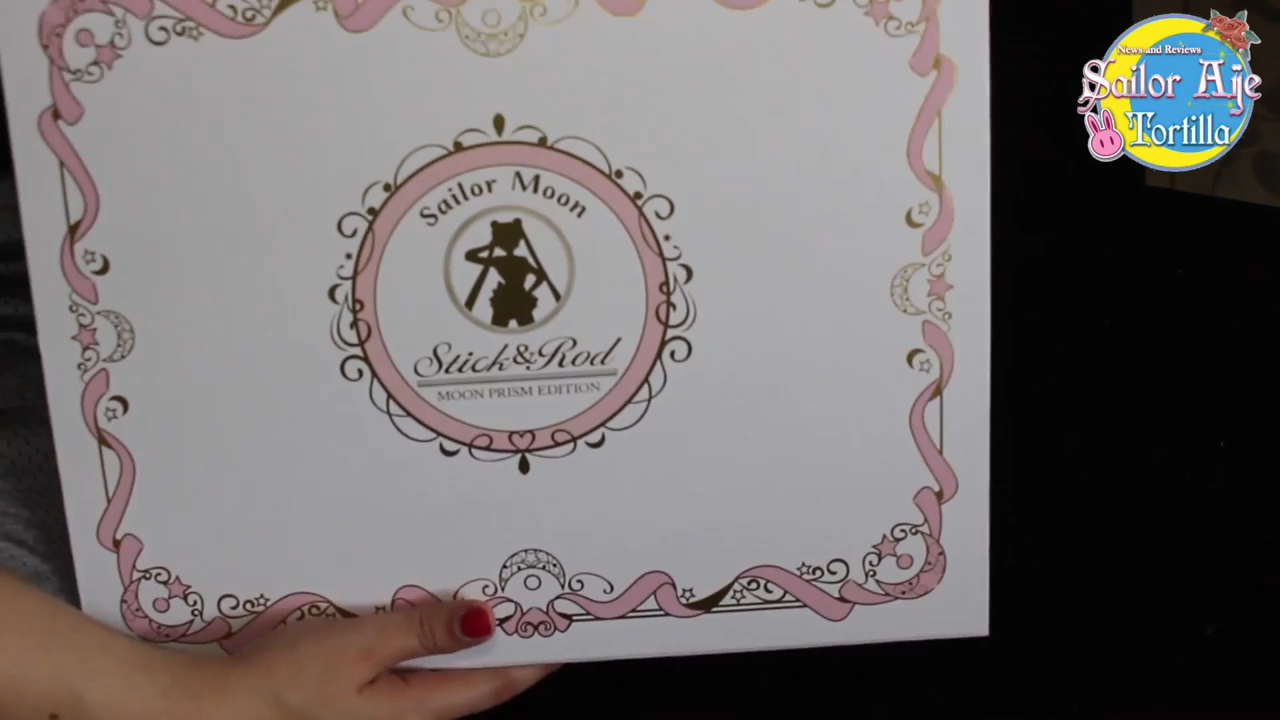 News and Reviews
Sailor Aje
Tortilla
Sailor Moon
Stick & Rod
MOON PRISM EDITION